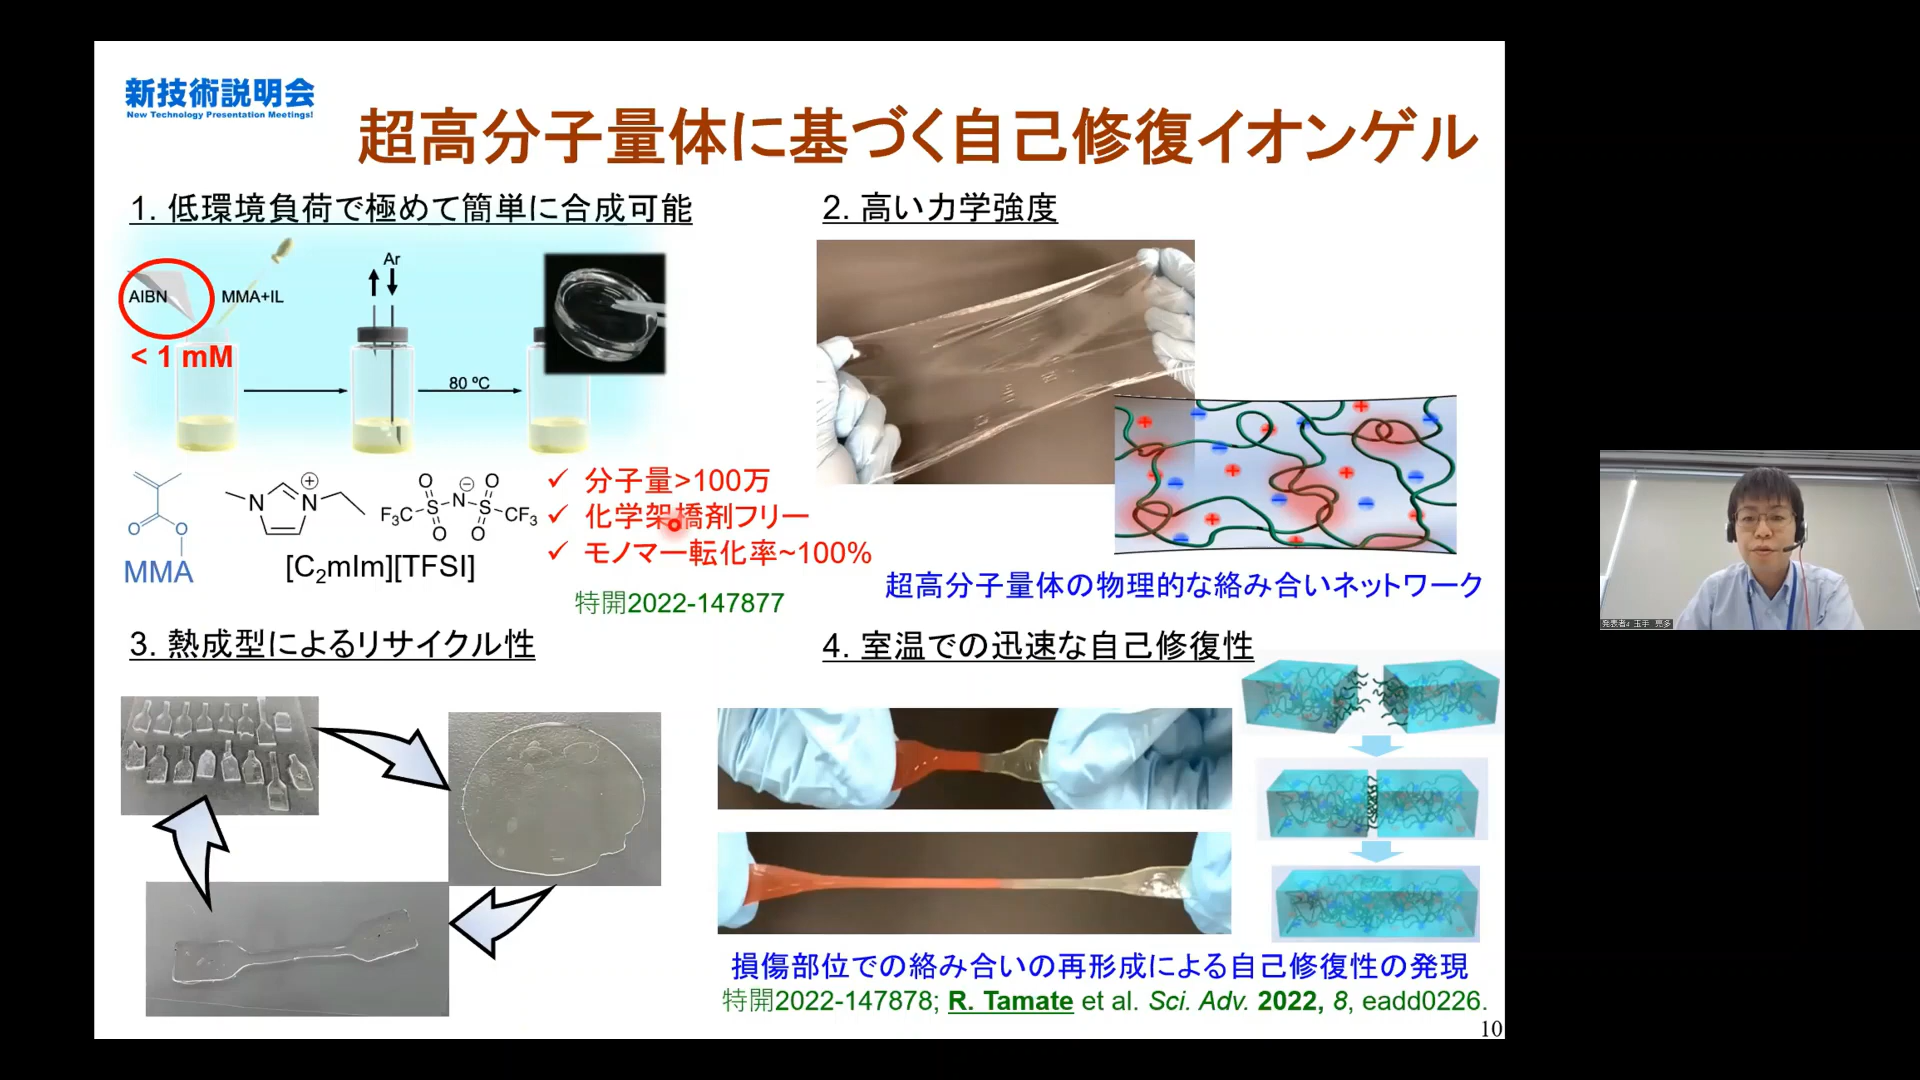 新技術説明会
New Technology Presentation Meetings!
超高分子量体に基づく自己修復イオンゲル
1. 低環境負荷で極めて簡単に合成可能
AIBN
MMA+IL
< 1 mM
Ar
80 ºC
MMA
[C2mIm][TFSI]
✓ 分子量>100万
✓ 化学架橋剤フリー
✓ モノマー転化率~100%
特開2022-147877
2. 高い力学強度
超高分子量体の物理的な絡み合いネットワーク
3. 熱成型によるリサイクル性
4. 室温での迅速な自己修復性
損傷部位での絡み合いの再形成による自己修復性の発現
特開2022-147878; R. Tamate et al. Sci. Adv. 2022, 8, eadd0226.
10
発表者4 玉手 亮多